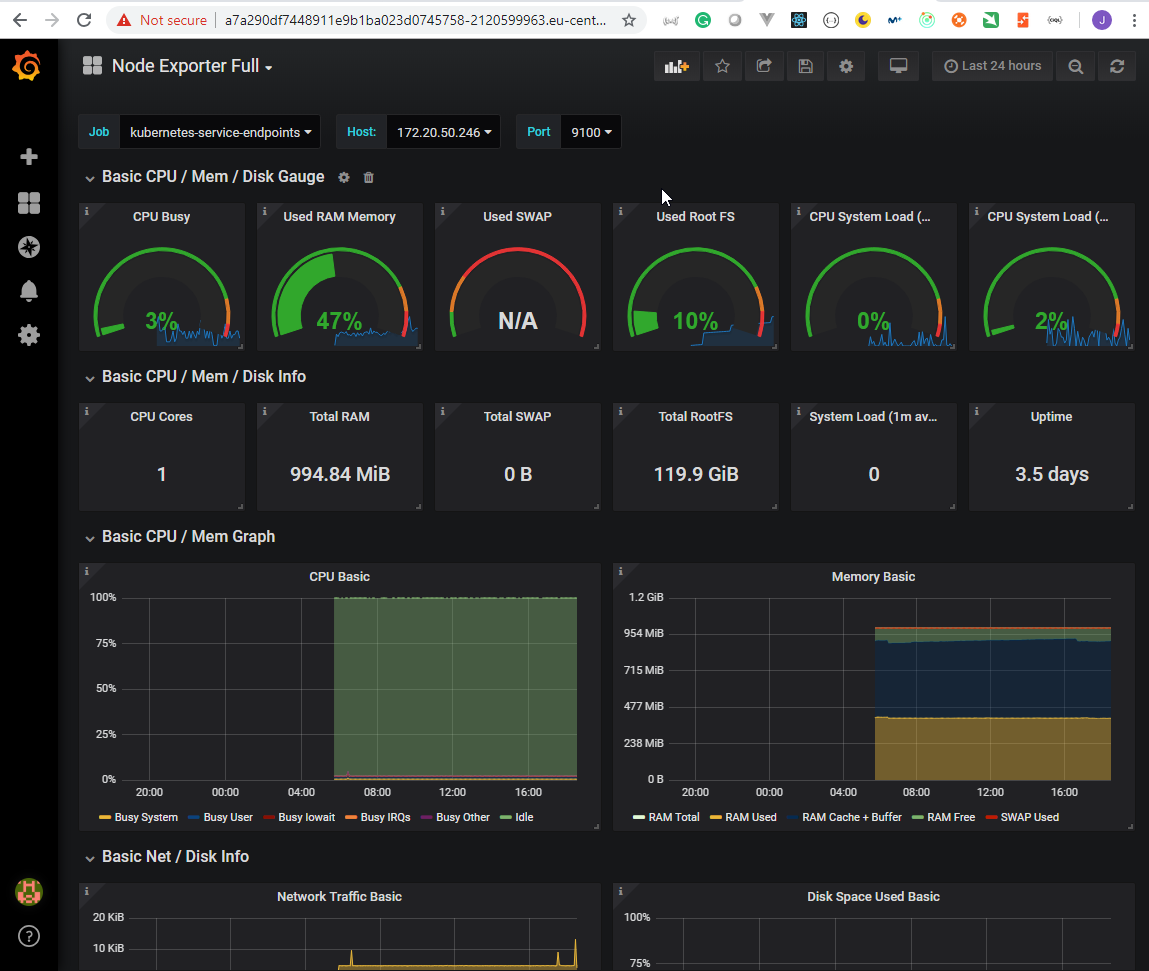 Not secure | a7a290df7448911e9b1ba023d0745758-2120599963.eu-cent...
J
Node Exporter Full
Last 24 hours
Job kubernetes-service-endpoints Host: 172.20.50.246 Port 9100
Basic CPU / Mem / Disk Gauge
CPU Busy Used RAM Memory Used SWAP Used Root FS CPU System Load (... CPU System Load (...
3% 47% N/A 10% 0% 2%
Basic CPU / Mem / Disk Info
CPU Cores Total RAM Total SWAP Total RootFS System Load (1m av... Uptime
1 994.84 MiB 0 B 119.9 GiB 0 3.5 days
Basic CPU / Mem Graph
CPU Basic
100%
75%
50%
25%
0%
20:00 00:00 04:00 08:00 12:00 16:00
Busy System Busy User Busy Iowait Busy IRQs Busy Other Idle
Memory Basic
1.2 GiB
954 MiB
715 MiB
477 MiB
238 MiB
0 B
20:00 00:00 04:00 08:00 12:00 16:00
RAM Total RAM Used RAM Cache + Buffer RAM Free SWAP Used
Basic Net / Disk Info
Network Traffic Basic
20 KiB
10 KiB
Disk Space Used Basic
100%
75%